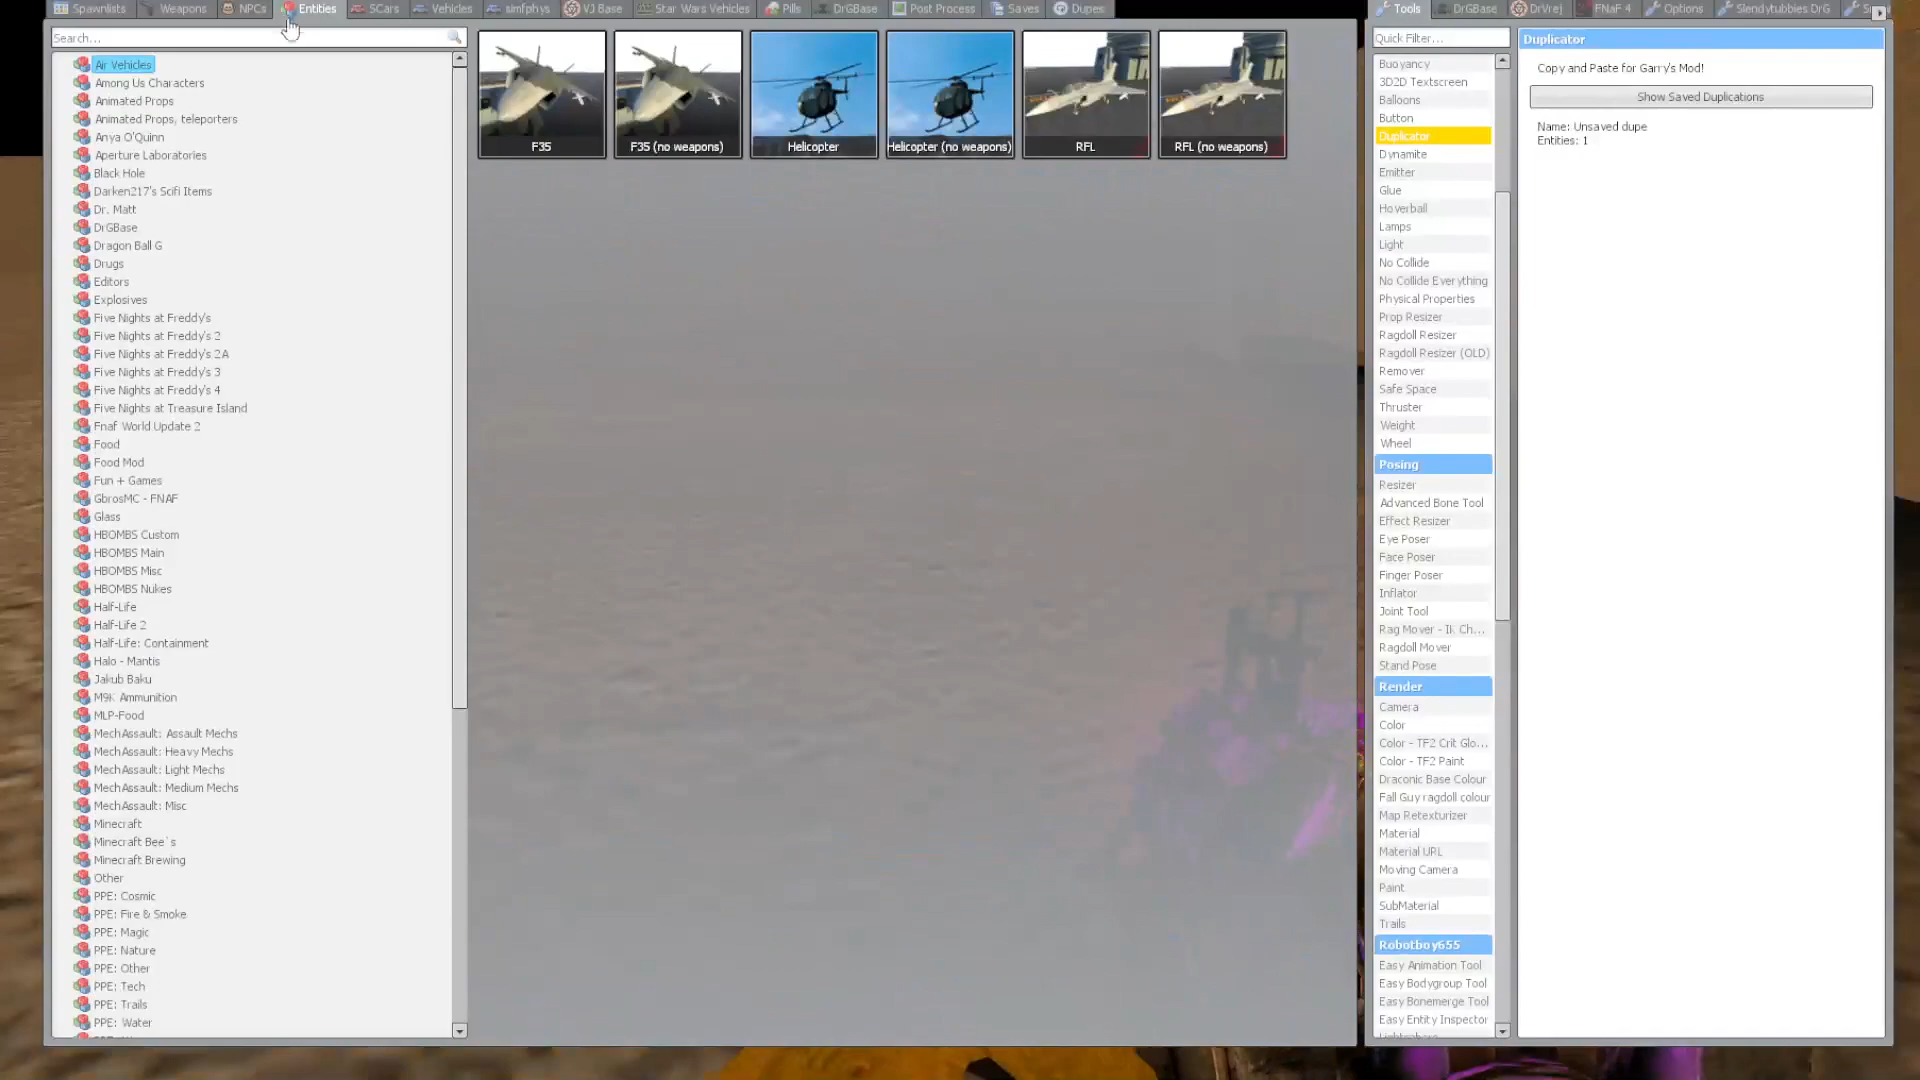 Spawnlists Weapons NPCs Entities SCars Vehicles simfphys VJ Base Star Wars Vehicles Pills DrGBase Post Process Saves Dupes
Search...
Air Vehicles
Among Us Characters
Animated Props
Animated Props, teleporters
Anya O'Quinn
Aperture Laboratories
Black Hole
Darken217's Scifi Items
Dr. Matt
DrGBase
Dragon Ball G
Drugs
Editors
Explosives
Five Nights at Freddy's
Five Nights at Freddy's 2
Five Nights at Freddy's 2A
Five Nights at Freddy's 3
Five Nights at Freddy's 4
Five Nights at Treasure Island
Fnaf World Update 2
Food
Food Mod
Fun + Games
GbrosMC - FNAF
Glass
HBOMBS Custom
HBOMBS Main
HBOMBS Misc
HBOMBS Nukes
Half-Life
Half-Life 2
Half-Life: Containment
Halo - Mantis
Jakub Baku
M9K Ammunition
MLP-Food
MechAssault: Assault Mechs
MechAssault: Heavy Mechs
MechAssault: Light Mechs
MechAssault: Medium Mechs
MechAssault: Misc
Minecraft
Minecraft Bee`s
Minecraft Brewing
Other
PPE: Cosmic
PPE: Fire & Smoke
PPE: Magic
PPE: Nature
PPE: Other
PPE: Tech
PPE: Trails
PPE: Water
F35
F35 (no weapons)
Helicopter
Helicopter (no weapons)
RFL
RFL (no weapons)
Tools DrGBase DrVrej FNaF 4 Options Slendytubbies DrG
Quick Filter...
Buoyancy
3D2D Textscreen
Balloons
Button
Duplicator
Dynamite
Emitter
Glue
Hoverball
Lamps
Light
No Collide
No Collide Everything
Physical Properties
Prop Resizer
Ragdoll Resizer
Ragdoll Resizer (OLD)
Remover
Safe Space
Thruster
Weight
Wheel
Posing
Resizer
Advanced Bone Tool
Effect Resizer
Eye Poser
Face Poser
Finger Poser
Inflator
Joint Tool
Rag Mover - Ik Ch...
Ragdoll Mover
Stand Pose
Render
Camera
Color
Color - TF2 Crit Glo...
Color - TF2 Paint
Draconic Base Colour
Fall Guy ragdoll colour
Map Retexturizer
Material
Material URL
Moving Camera
Paint
SubMaterial
Trails
Robotboy655
Easy Animation Tool
Easy Bodygroup Tool
Easy Bonemerge Tool
Easy Entity Inspector
Duplicator
Copy and Paste for Garry's Mod!
Show Saved Duplications
Name: Unsaved dupe
Entities: 1